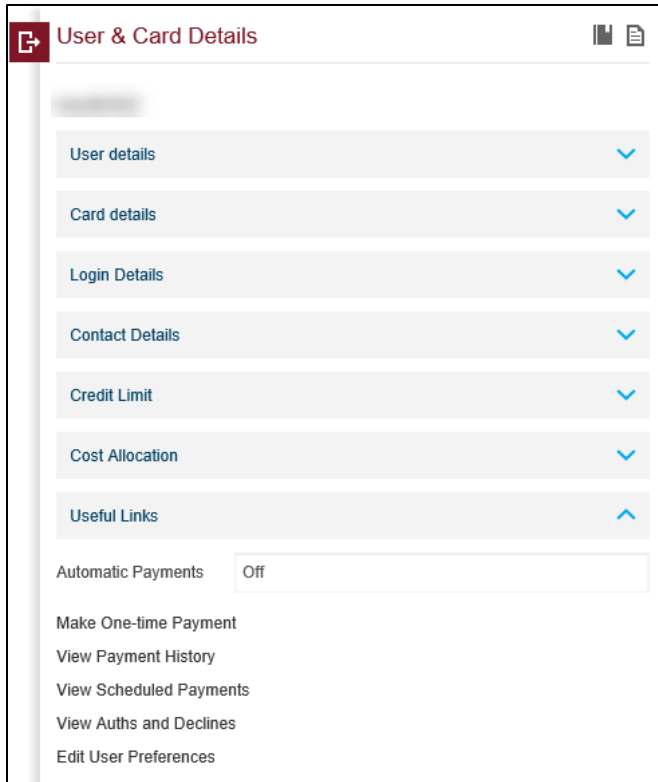 User & Card Details
User details
Card details
Login Details
Contact Details
Credit Limit
Cost Allocation
Useful Links
Automatic Payments Off
Make One-time Payment
View Payment History
View Scheduled Payments
View Auths and Declines
Edit User Preferences